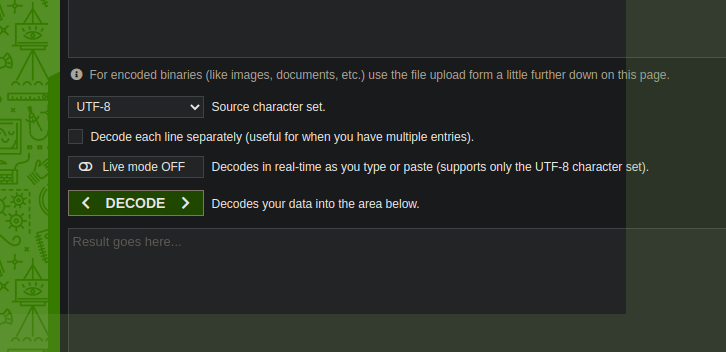 For encoded binaries (like images, documents, etc.) use the file upload form a little further down on this page.
UTF-8 Source character set.
Decode each line separately (useful for when you have multiple entries).
Live mode OFF Decodes in real-time as you type or paste (supports only the UTF-8 character set).
DECODE Decodes your data into the area below.
Result goes here...